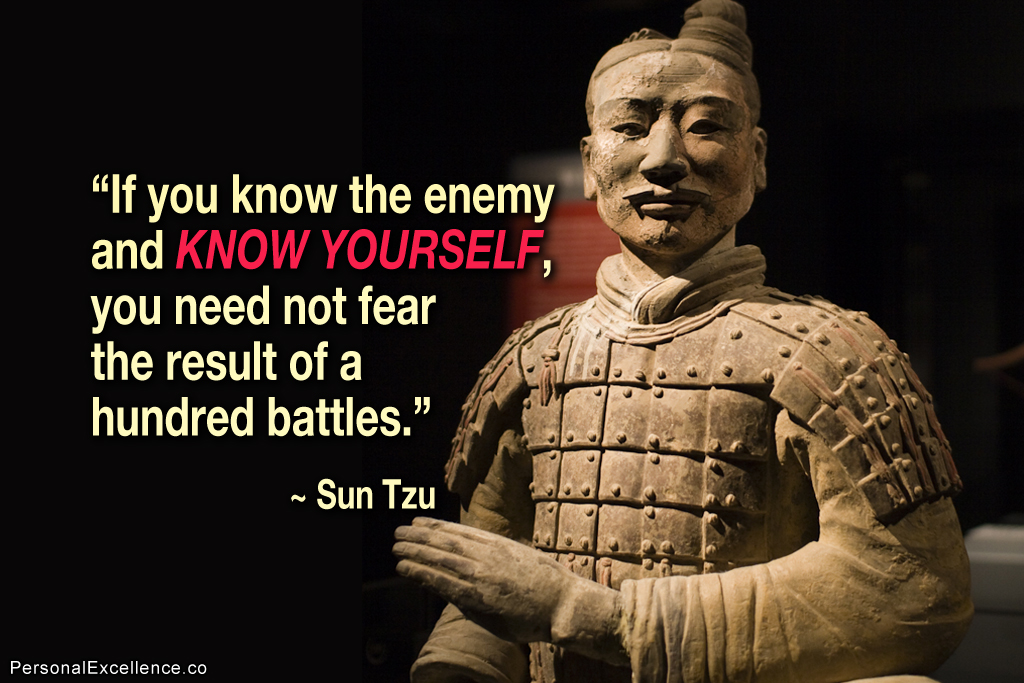 “If you know the enemy
and KNOW YOURSELF,
you need not fear
the result of a
hundred battles.”
~ Sun Tzu
PersonalExcellence.co